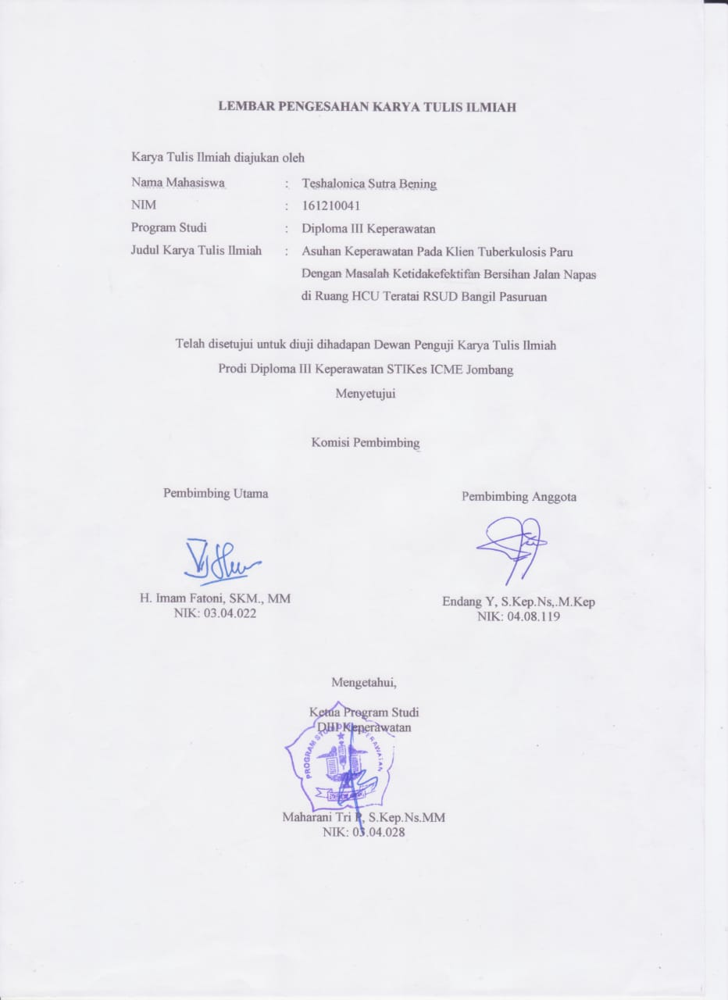 LEMBAR PENGESAHAN KARYA TULIS ILMIAH
Karya Tulis Ilmiah diajukan oleh
Nama Mahasiswa : Teshalonica Sutra Bening
NIM : 161210041
Program Studi : Diploma III Keperawatan
Judul Karya Tulis Ilmiah : Asuhan Keperawatan Pada Klien Tuberkulosis Paru
Dengan Masalah Ketidakefektifan Bersihan Jalan Napas
di Ruang HCU Teratai RSUD Bangil Pasuruan
Telah disetujui untuk diuji dihadapan Dewan Penguji Karya Tulis Ilmiah
Prodi Diploma III Keperawatan STIKes ICME Jombang
Menyetujui
Komisi Pembimbing
Pembimbing Utama
Pembimbing Anggota
H. Imam Fatoni, SKM., MM
NIK: 03.04.022
Endang Y, S.Kep.Ns,.M.Kep
NIK: 04.08.119
Mengetahui,
Ketua Program Studi
DIII Keperawatan
PROGRAM STUDI KEPERAWATAN
Maharani Tri P, S.Kep.Ns.MM
NIK: 03.04.028